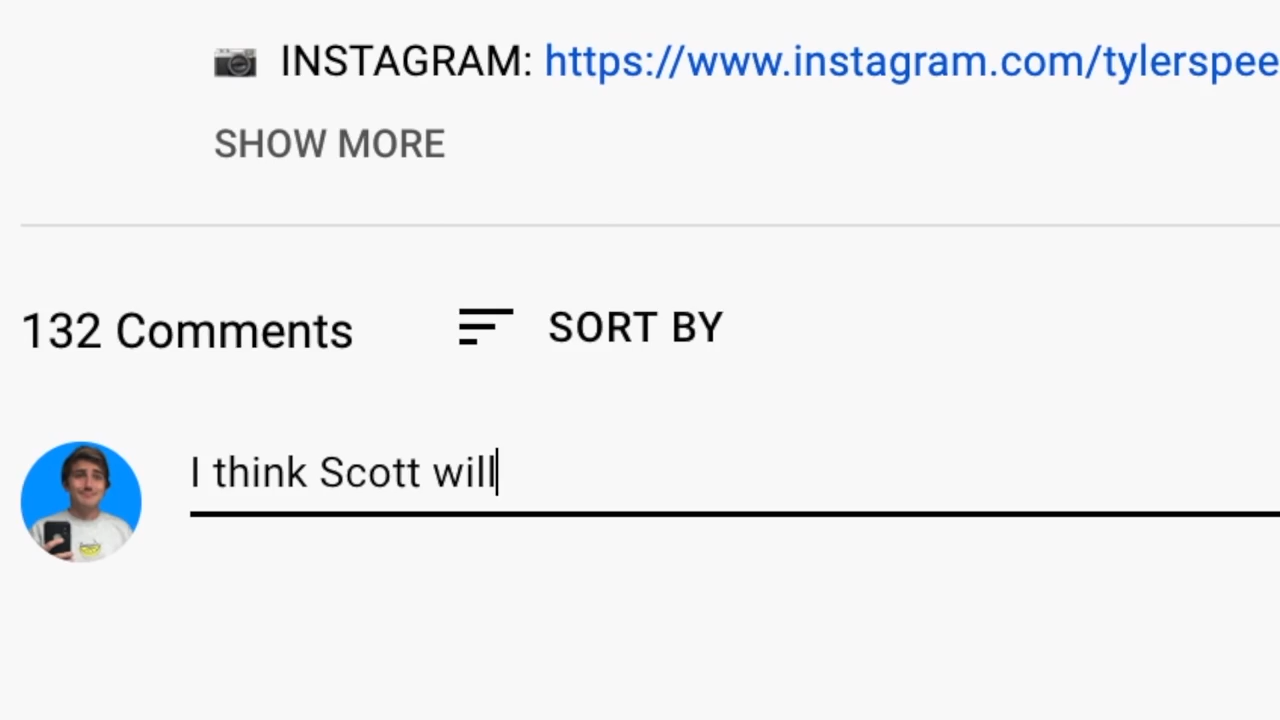 INSTAGRAM: https://www.instagram.com/tylerspee
SHOW MORE
132 Comments SORT BY
I think Scott will